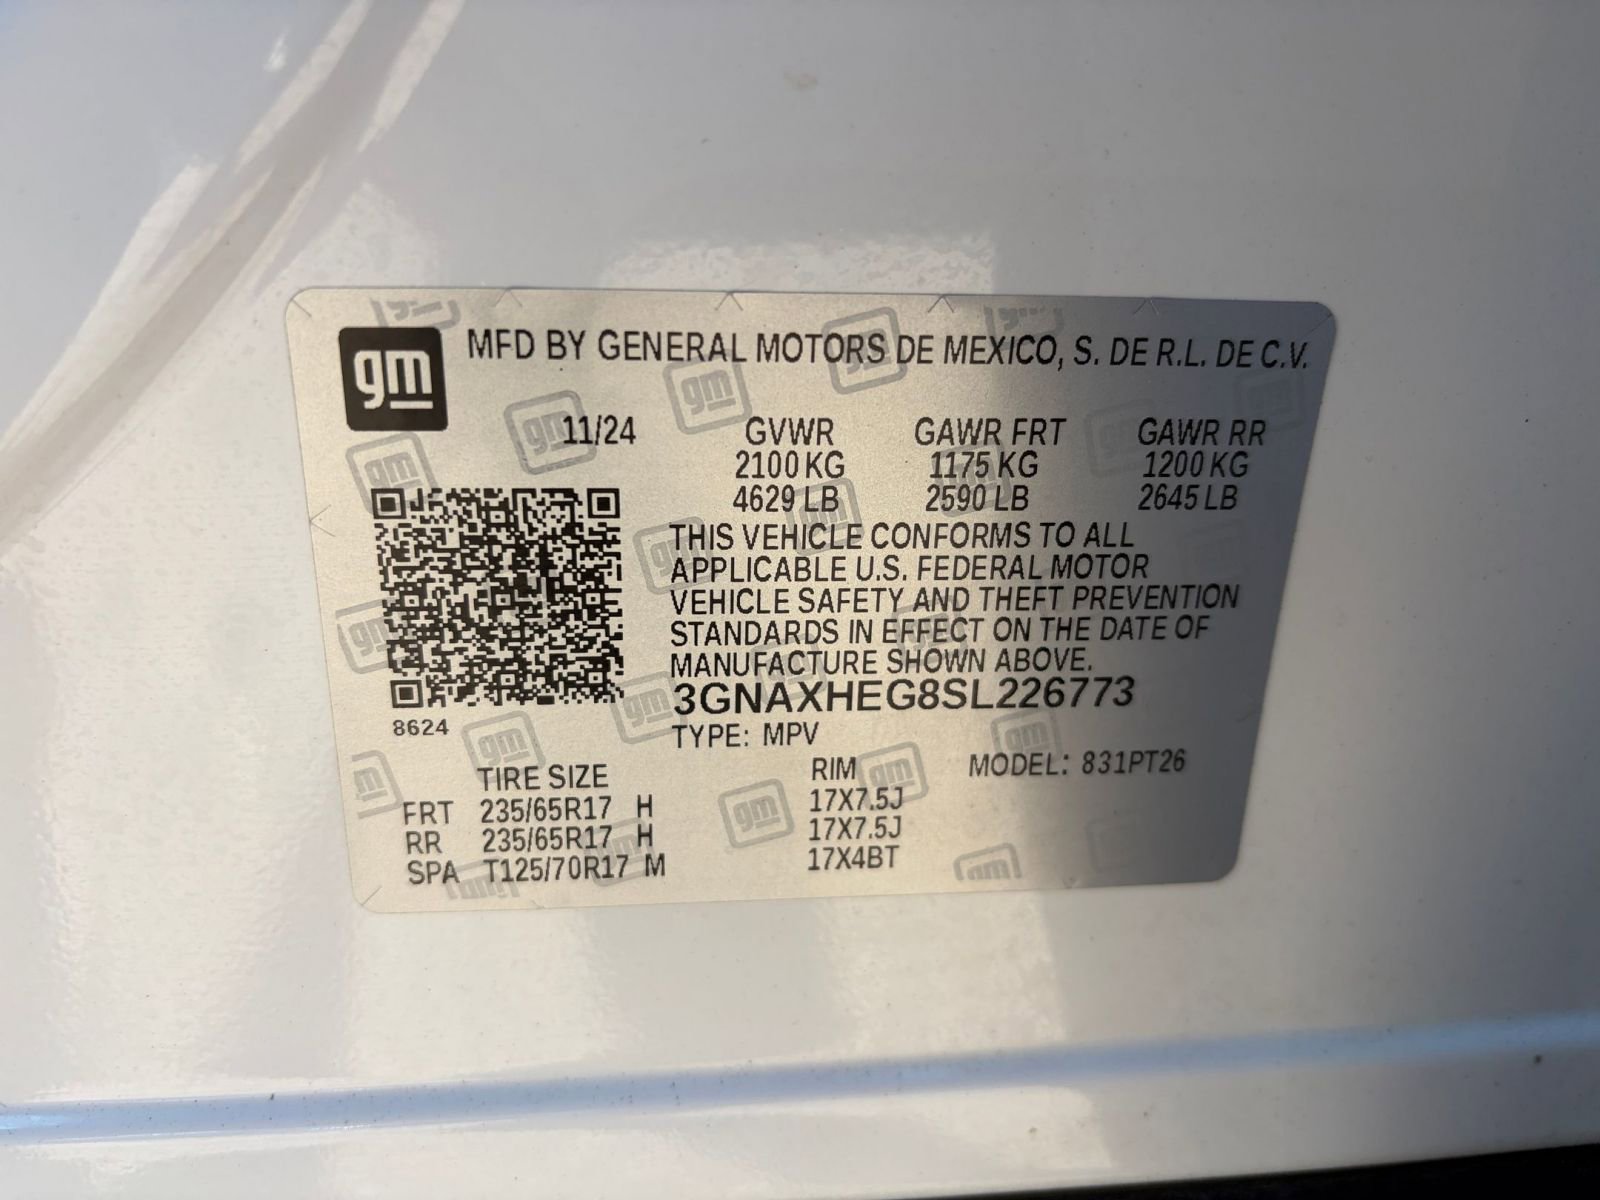 gm
MFD BY GENERAL MOTORS DE MEXICO, S. DE R.L. DE C.V.
11/24 GVWR GAWR FRT GAWR RR
2100 KG 1175 KG 1200 KG
4629 LB 2590 LB 2645 LB
THIS VEHICLE CONFORMS TO ALL
APPLICABLE U.S. FEDERAL MOTOR
VEHICLE SAFETY AND THEFT PREVENTION
STANDARDS IN EFFECT ON THE DATE OF
MANUFACTURE SHOWN ABOVE.
3GNAXHEG8SL226773
8624
TYPE: MPV
MODEL: 831PT26
TIRE SIZE RIM
FRT 235/65R17 H 17X7.5J
RR 235/65R17 H 17X7.5J
SPA T125/70R17 M 17X4BT